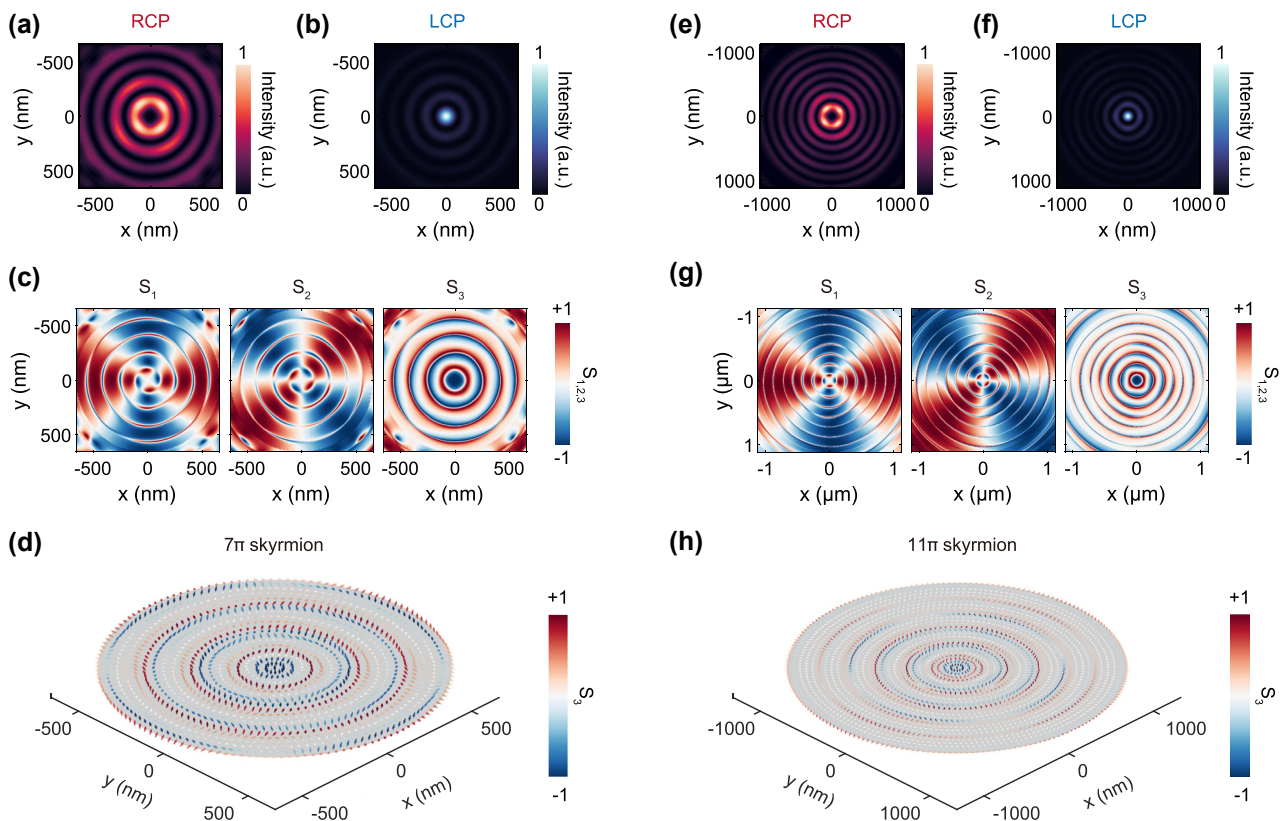 (a)
RCP
-500
0
500
y (nm)
-500 0 500
x (nm)
1
0
Intensity (a.u.)
(b)
LCP
-500
0
500
y (nm)
-500 0 500
x (nm)
1
0
Intensity (a.u.)
(e)
RCP
-1000
0
1000
y (nm)
-1000 0 1000
x (nm)
1
0
Intensity (a.u.)
(f)
LCP
-1000
0
1000
y (nm)
-1000 0 1000
x (nm)
1
0
Intensity (a.u.)
(c)
S1 S2 S3
-500
0
500
y (nm)
-500 0 500 -500 0 500 -500 0 500
x (nm) x (nm) x (nm)
+1
-1
S1,2,3
(g)
S1 S2 S3
-1
0
1
y (µm)
-1 0 1 -1 0 1 -1 0 1
x (µm) x (µm) x (µm)
+1
-1
S1,2,3
(d)
7π skyrmion
-500
0
500
y (nm)
-500
0
500
x (nm)
+1
-1
S3
(h)
11π skyrmion
-1000
0
1000
y (nm)
-1000
0
1000
x (nm)
+1
-1
S3